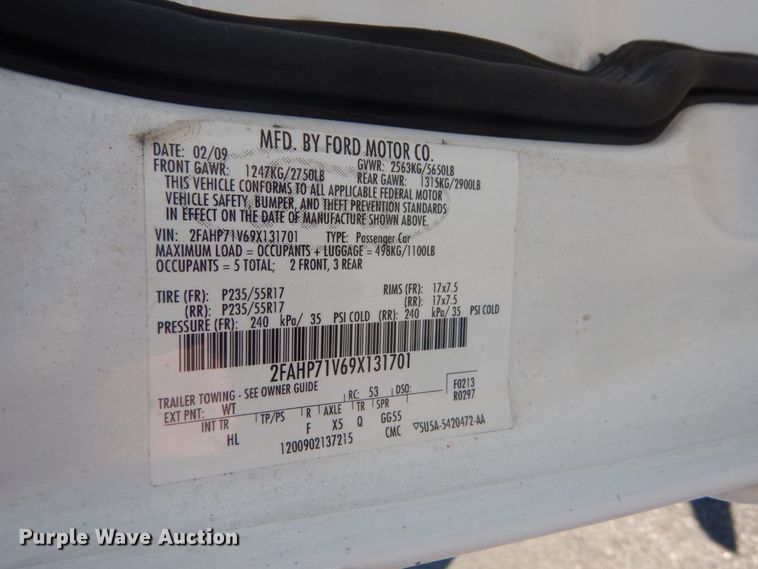 MFD. BY FORD MOTOR CO.
DATE: 02/09 GVWR: 2563KG/5650LB
FRONT GAWR: 1247KG/2750LB REAR GAWR: 1315KG/2900LB
THIS VEHICLE CONFORMS TO ALL APPLICABLE FEDERAL MOTOR
VEHICLE SAFETY, BUMPER, AND THEFT PREVENTION STANDARDS
IN EFFECT ON THE DATE OF MANUFACTURE SHOWN ABOVE.
VIN: 2FAHP71V69X131701 TYPE: Passenger Car
MAXIMUM LOAD = OCCUPANTS + LUGGAGE = 498KG/1100LB
OCCUPANTS = 5 TOTAL; 2 FRONT, 3 REAR
TIRE (FR): P235/55R17 RIMS (FR): 17x7.5
(RR): P235/55R17 (RR): 17x7.5
PRESSURE (FR): 240 kPa/ 35 PSI COLD (RR): 240 kPa/ 35 PSI COLD
2FAHP71V69X131701
TRAILER TOWING - SEE OWNER GUIDE
EXT PNT: WT RC: 53 DSO: F0213
R0297
INT TR TP/PS R AXLE TR SPR
HL F X5 Q GG55
1200902137215 CMC ▽5U5A-5420472-AA
Purple Wave Auction